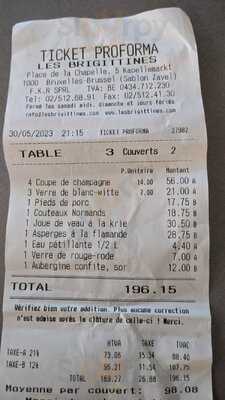 TICKET PROFORMA
LES BRIGITTINES
Place de la Chapelle, 5 Kapellemarkt
1000 Bruxelles-Brussel (Sablon Zavel)
F.K.R SPRL TVA: BE 0434.712.230
Tel: 02/512.68.91 Fax: 02/512.41.30
Fermé les samedi midi, dimanche et jours fériés
info@lesbrigittines.com www.lesbrigittines.com
30/05/2023 21:15 TICKET PROFORMA 27982
TABLE 3 Couverts 2
P.Unitaire Montant
4 Coupe de champagne 14.00 56.00 A
3 Verre de blanc-witte 7.00 21.00 A
1 Pieds de porc 17.75 B
1 Couteaux Normands 18.75 B
1 Joue de veau à la krie 30.50 B
1 Asperges à la flamande 28.75 B
1 Eau pétillante 1/2 L 4.40 A
1 Verre de rouge-rode 7.00 A
1 Aubergine confite, sor 12.00 B
TOTAL 196.15
Vérifiez bien votre addition. Plus aucune correction
n'est admise après la clôture de celle-ci ! Merci.
HTVA TVA TTC
TAXE-A 21% 73.06 15.34 88.40
TAXE-B 12% 96.21 11.54 107.75
TOTAL 169.27 26.88 196.15
Moyenne par couvert: 98.08